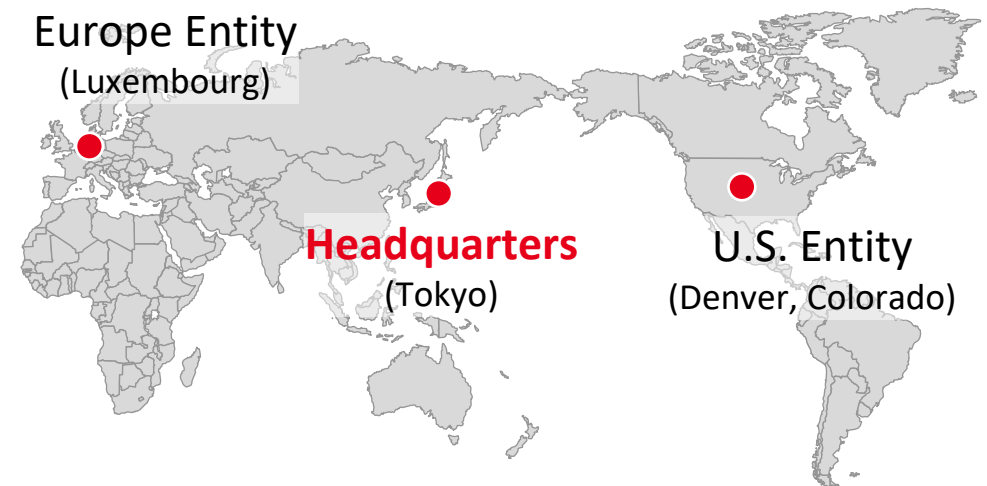 Europe Entity
(Luxembourg)
Headquarters
(Tokyo)
U.S. Entity
(Denver, Colorado)